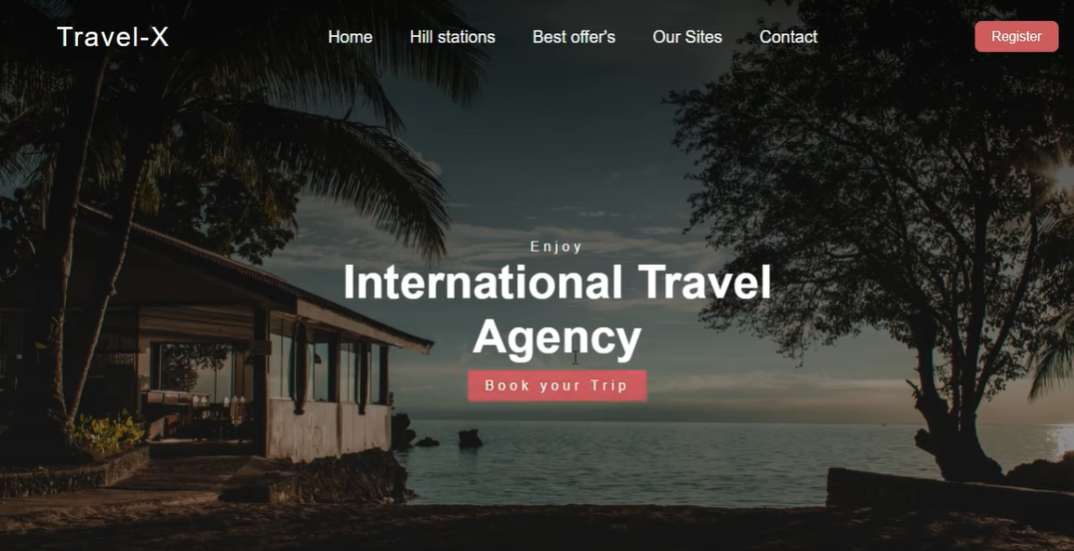 Travel-X
Home
Hill stations
Best offer's
Our Sites
Contact
Register
Enjoy
International Travel
Agency
Book your Trip